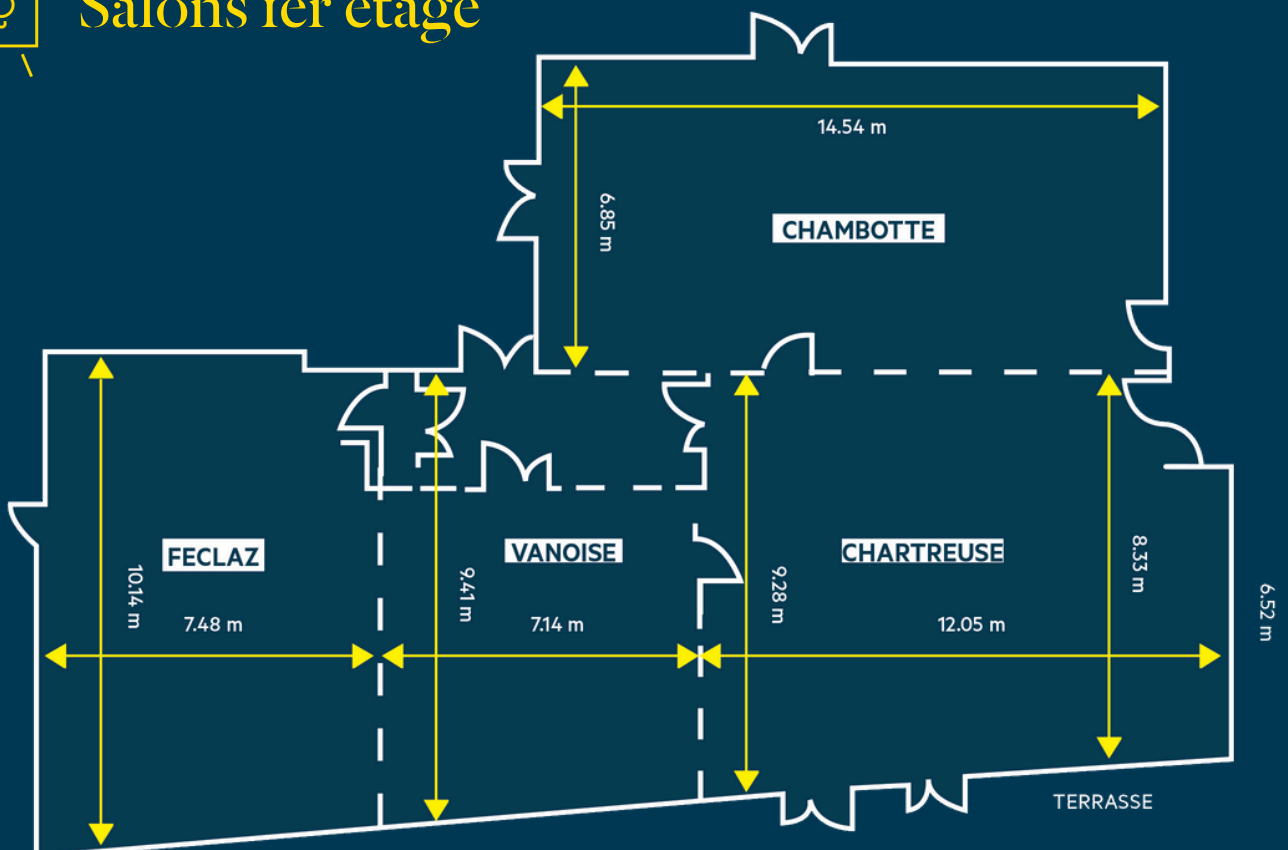 Salons 1er étage
14.54 m
6.85 m
CHAMBOTTE
FECLAZ
VANOISE
CHARTREUSE
10.14 m
7.48 m
9.41 m
7.14 m
9.28 m
12.05 m
8.33 m
6.52 m
TERRASSE